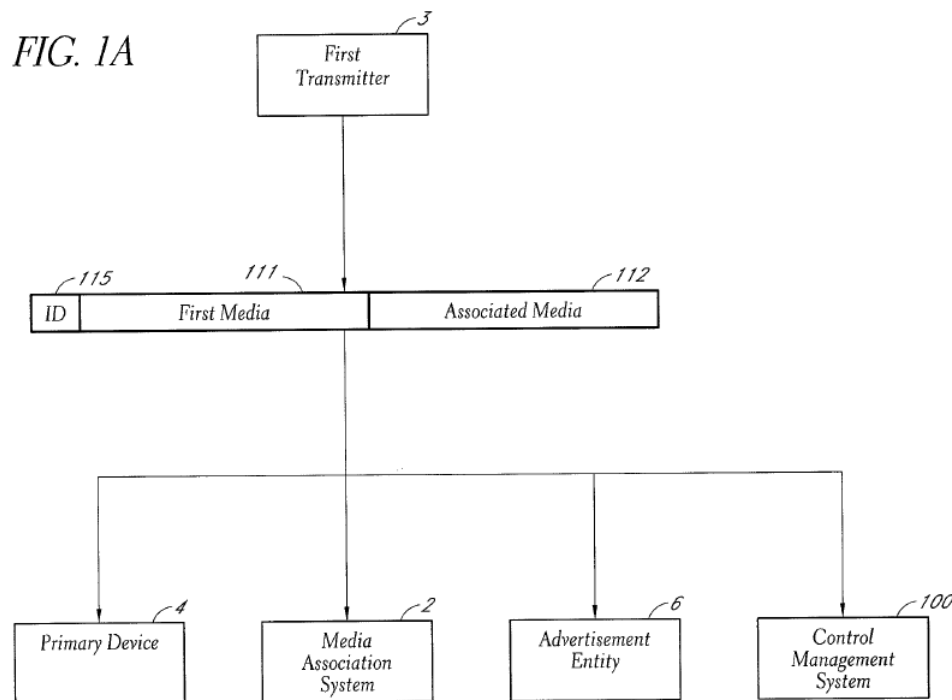 FIG. 1A
3
First
Transmitter
115
111
112
ID
First Media
Associated Media
4
2
6
100
Primary Device
Media
Association
System
Advertisement
Entity
Control
Management
System